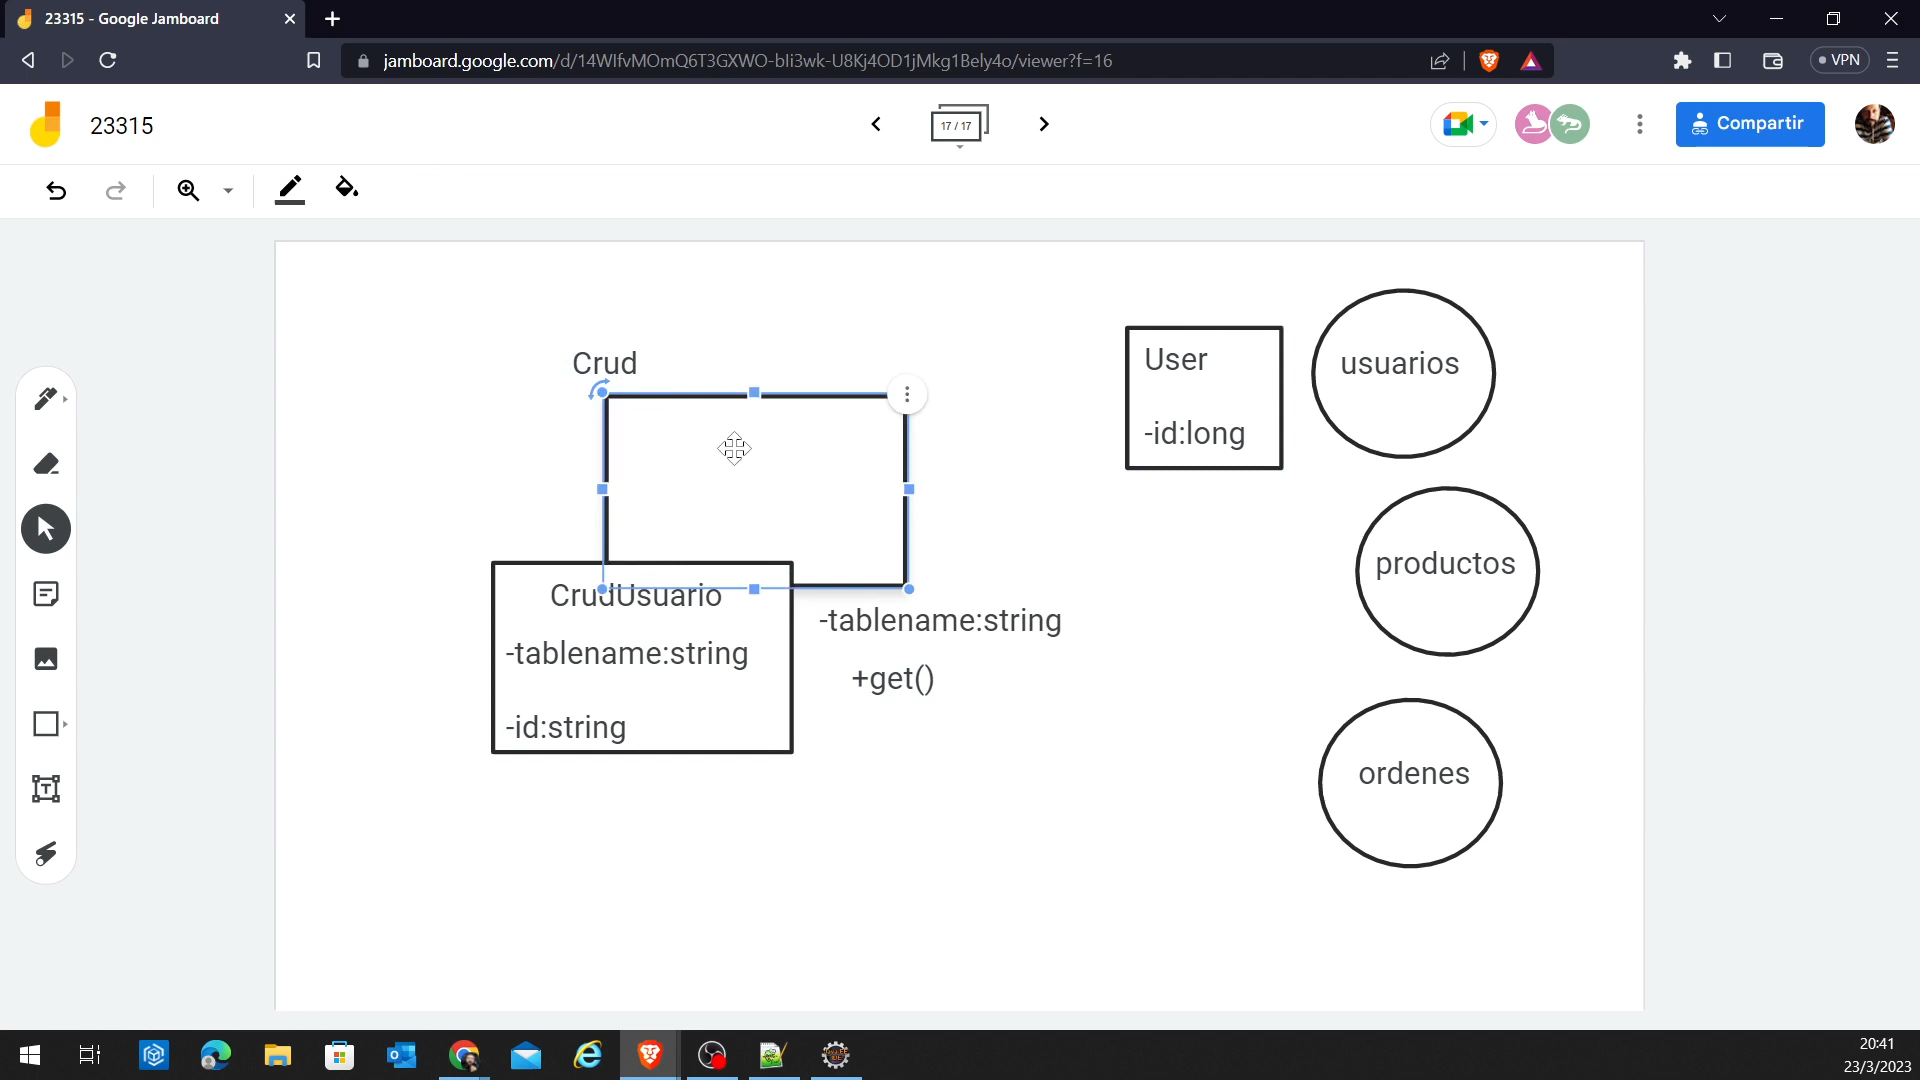 23315 - Google Jamboard
jamboard.google.com/d/14WIfvMOmQ6T3GXWO-bli3wk-U8Kj4OD1jMkg1Bely4o/viewer?f=16
VPN
23315
17 / 17
Compartir
Crud
User
-id:long
usuarios
productos
CrudUsuario
-tablename:string
-id:string
-tablename:string
+get()
ordenes
20:41
23/3/2023